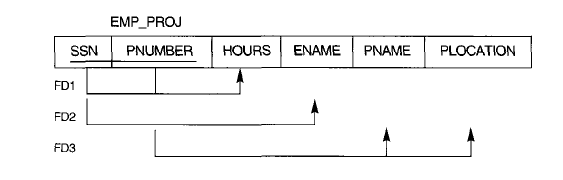 EMP_PROJ
SSN PNUMBER HOURS ENAME PNAME PLOCATION
FD1
FD2
FD3